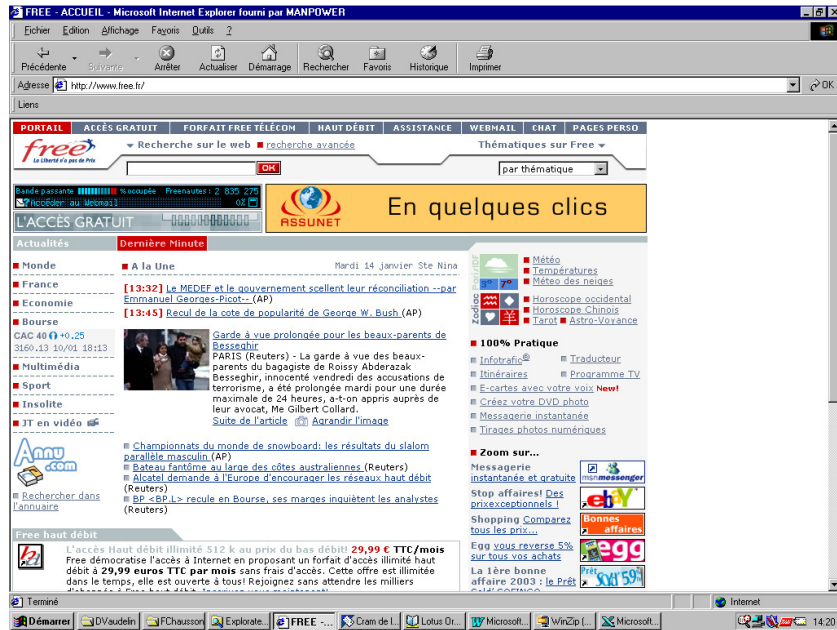 FREE - ACCUEIL - Microsoft Internet Explorer fourni par MANPOWER
Fichier Edition Affichage Favoris Outils ?
Précédente Suivante Arrêter Actualiser Démarrage Rechercher Favoris Historique Imprimer
Adresse http://www.free.fr/ OK
Liens
PORTAIL ACCÈS GRATUIT FORFAIT FREE TÉLÉCOM HAUT DÉBIT ASSISTANCE WEBMAIL CHAT PAGES PERSO
free
La Liberté n'a pas de Prix
Recherche sur le web recherche avancée
OK
Thématiques sur Free
par thématique
Bande passante % occupée Freenautes : 2 835 275
Accéder au Webmail 0%
L'ACCÈS GRATUIT
ASSUNET
En quelques clics
Actualités
Monde
France
Economie
Bourse
CAC 40 +0.25
3160.13 10/01 18:13
Multimédia
Sport
Insolite
JT en vidéo
Annu
.com
Rechercher dans
l'annuaire
Dernière Minute
A la Une Mardi 14 janvier Ste Nina
[13:32] Le MEDEF et le gouvernement scellent leur réconciliation --par
Emmanuel Georges-Picot-- (AP)
[13:45] Recul de la cote de popularité de George W. Bush (AP)
Garde à vue prolongée pour les beaux-parents de
Besseghir
PARIS (Reuters) - La garde à vue des beaux-
parents du bagagiste de Roissy Abderazak
Besseghir, innocenté vendredi des accusations de
terrorisme, a été prolongée mardi pour une durée
maximale de 24 heures, a-t-on appris auprès de
leur avocat, Me Gilbert Collard.
Suite de l'article Agrandir l'image
Championnats du monde de snowboard: les résultats du slalom
parallèle masculin (AP)
Bateau fantôme au large des côtes australiennes (Reuters)
Alcatel demande à l'Europe d'encourager les réseaux haut débit
(Reuters)
BP <BP.L> recule en Bourse, ses marges inquiètent les analystes
(Reuters)
Paris/IDF
3° 7°
Météo
Températures
Méteo des neiges
zodiac
Horoscope occidental
Horoscope Chinois
Tarot Astro-Voyance
100% Pratique
Infotrafic® Traducteur
Itinéraires Programme TV
E-cartes avec votre voix New!
Créez votre DVD photo
Messagerie instantanée
Tirages photos numériques
Zoom sur...
Messagerie
instantanée et gratuite
msn messenger
Stop affaires! Des
prix exceptionnels !
ebY
Shopping Comparez
tous les prix...
Bonnes
affaires
Egg vous reverse 5%
sur tous vos achats
egg
La 1ère bonne
affaire 2003 : le Prêt
Prêt 59
Free haut débit
L'accès Haut débit illimité 512 k au prix du bas débit! 29,99 € TTC/mois
Free démocratise l'accès à Internet en proposant un forfait d'accès illimité haut
débit à 29,99 euros TTC par mois sans frais d'accès. Cette offre est illimitée
dans le temps, elle est ouverte à tous! Rejoignez sans attendre les milliers
Terminé Internet
Démarrer DVaudelin FChausson Explorate... FREE - ... Cram de l... Lotus Or... Microsoft... WinZip (... Microsoft... 14:20